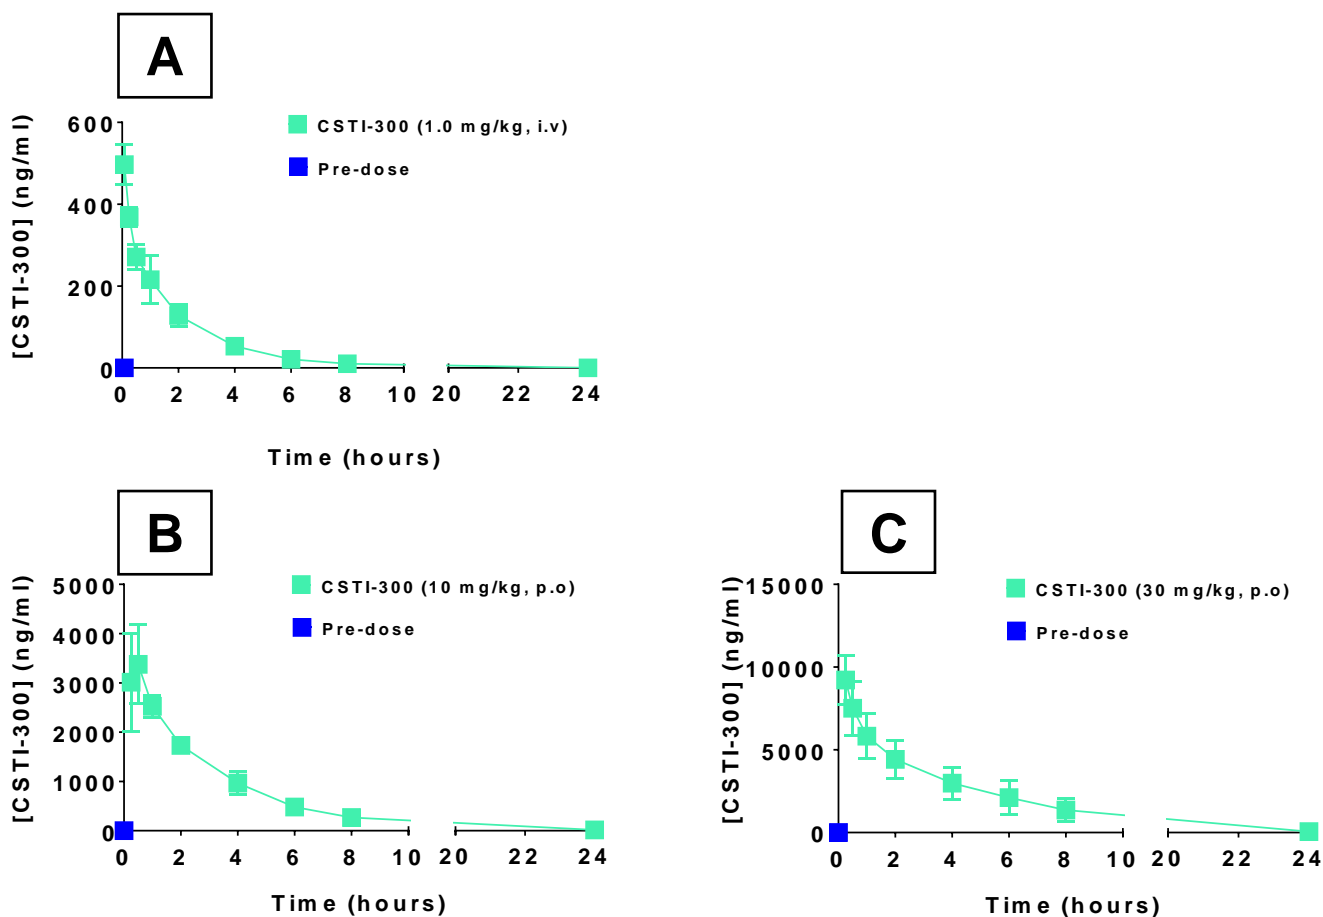 A
[CSTI-300] (ng/ml)
600
400
200
0
CSTI-300 (1.0 mg/kg, i.v)
Pre-dose
0 2 4 6 8 10 20 22 24
Time (hours)
B
[CSTI-300] (ng/ml)
5000
4000
3000
2000
1000
0
CSTI-300 (10 mg/kg, p.o)
Pre-dose
0 2 4 6 8 10 20 22 24
Time (hours)
C
[CSTI-300] (ng/ml)
15000
10000
5000
0
CSTI-300 (30 mg/kg, p.o)
Pre-dose
0 2 4 6 8 10 20 22 24
Time (hours)